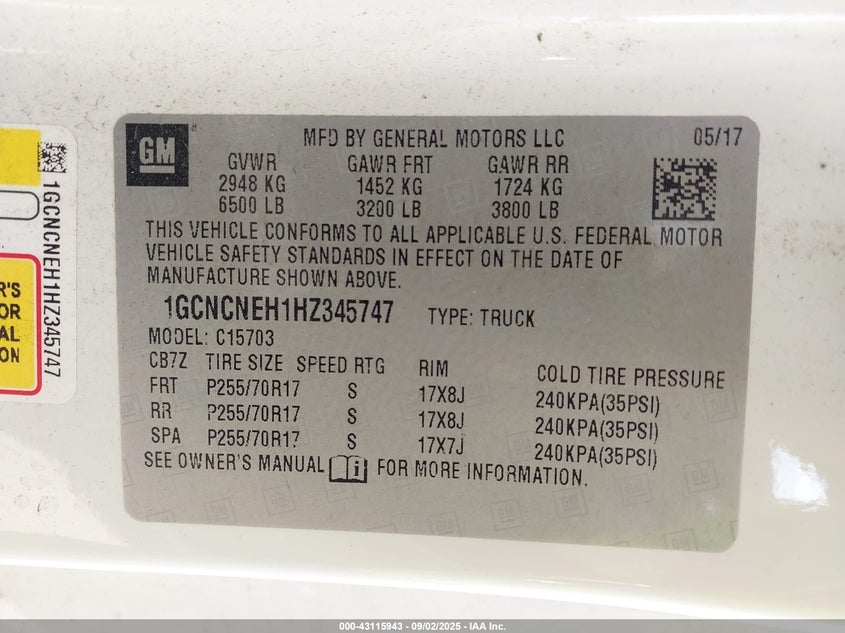 GM
MFD BY GENERAL MOTORS LLC 05/17
GVWR GAWR FRT GAWR RR
2948 KG 1452 KG 1724 KG
6500 LB 3200 LB 3800 LB
THIS VEHICLE CONFORMS TO ALL APPLICABLE U.S. FEDERAL MOTOR
VEHICLE SAFETY STANDARDS IN EFFECT ON THE DATE OF
MANUFACTURE SHOWN ABOVE.
1GCNCNEH1HZ345747 TYPE: TRUCK
MODEL: C15703
CB7Z TIRE SIZE SPEED RTG RIM COLD TIRE PRESSURE
FRT P255/70R17 S 17X8J 240KPA(35PSI)
RR P255/70R17 S 17X8J 240KPA(35PSI)
SPA P255/70R17 S 17X7J 240KPA(35PSI)
SEE OWNER'S MANUAL FOR MORE INFORMATION.
1GCNCNEH1HZ345747
R'S
OR
AL
ON
000-43115943 - 09/02/2025 - IAA Inc.